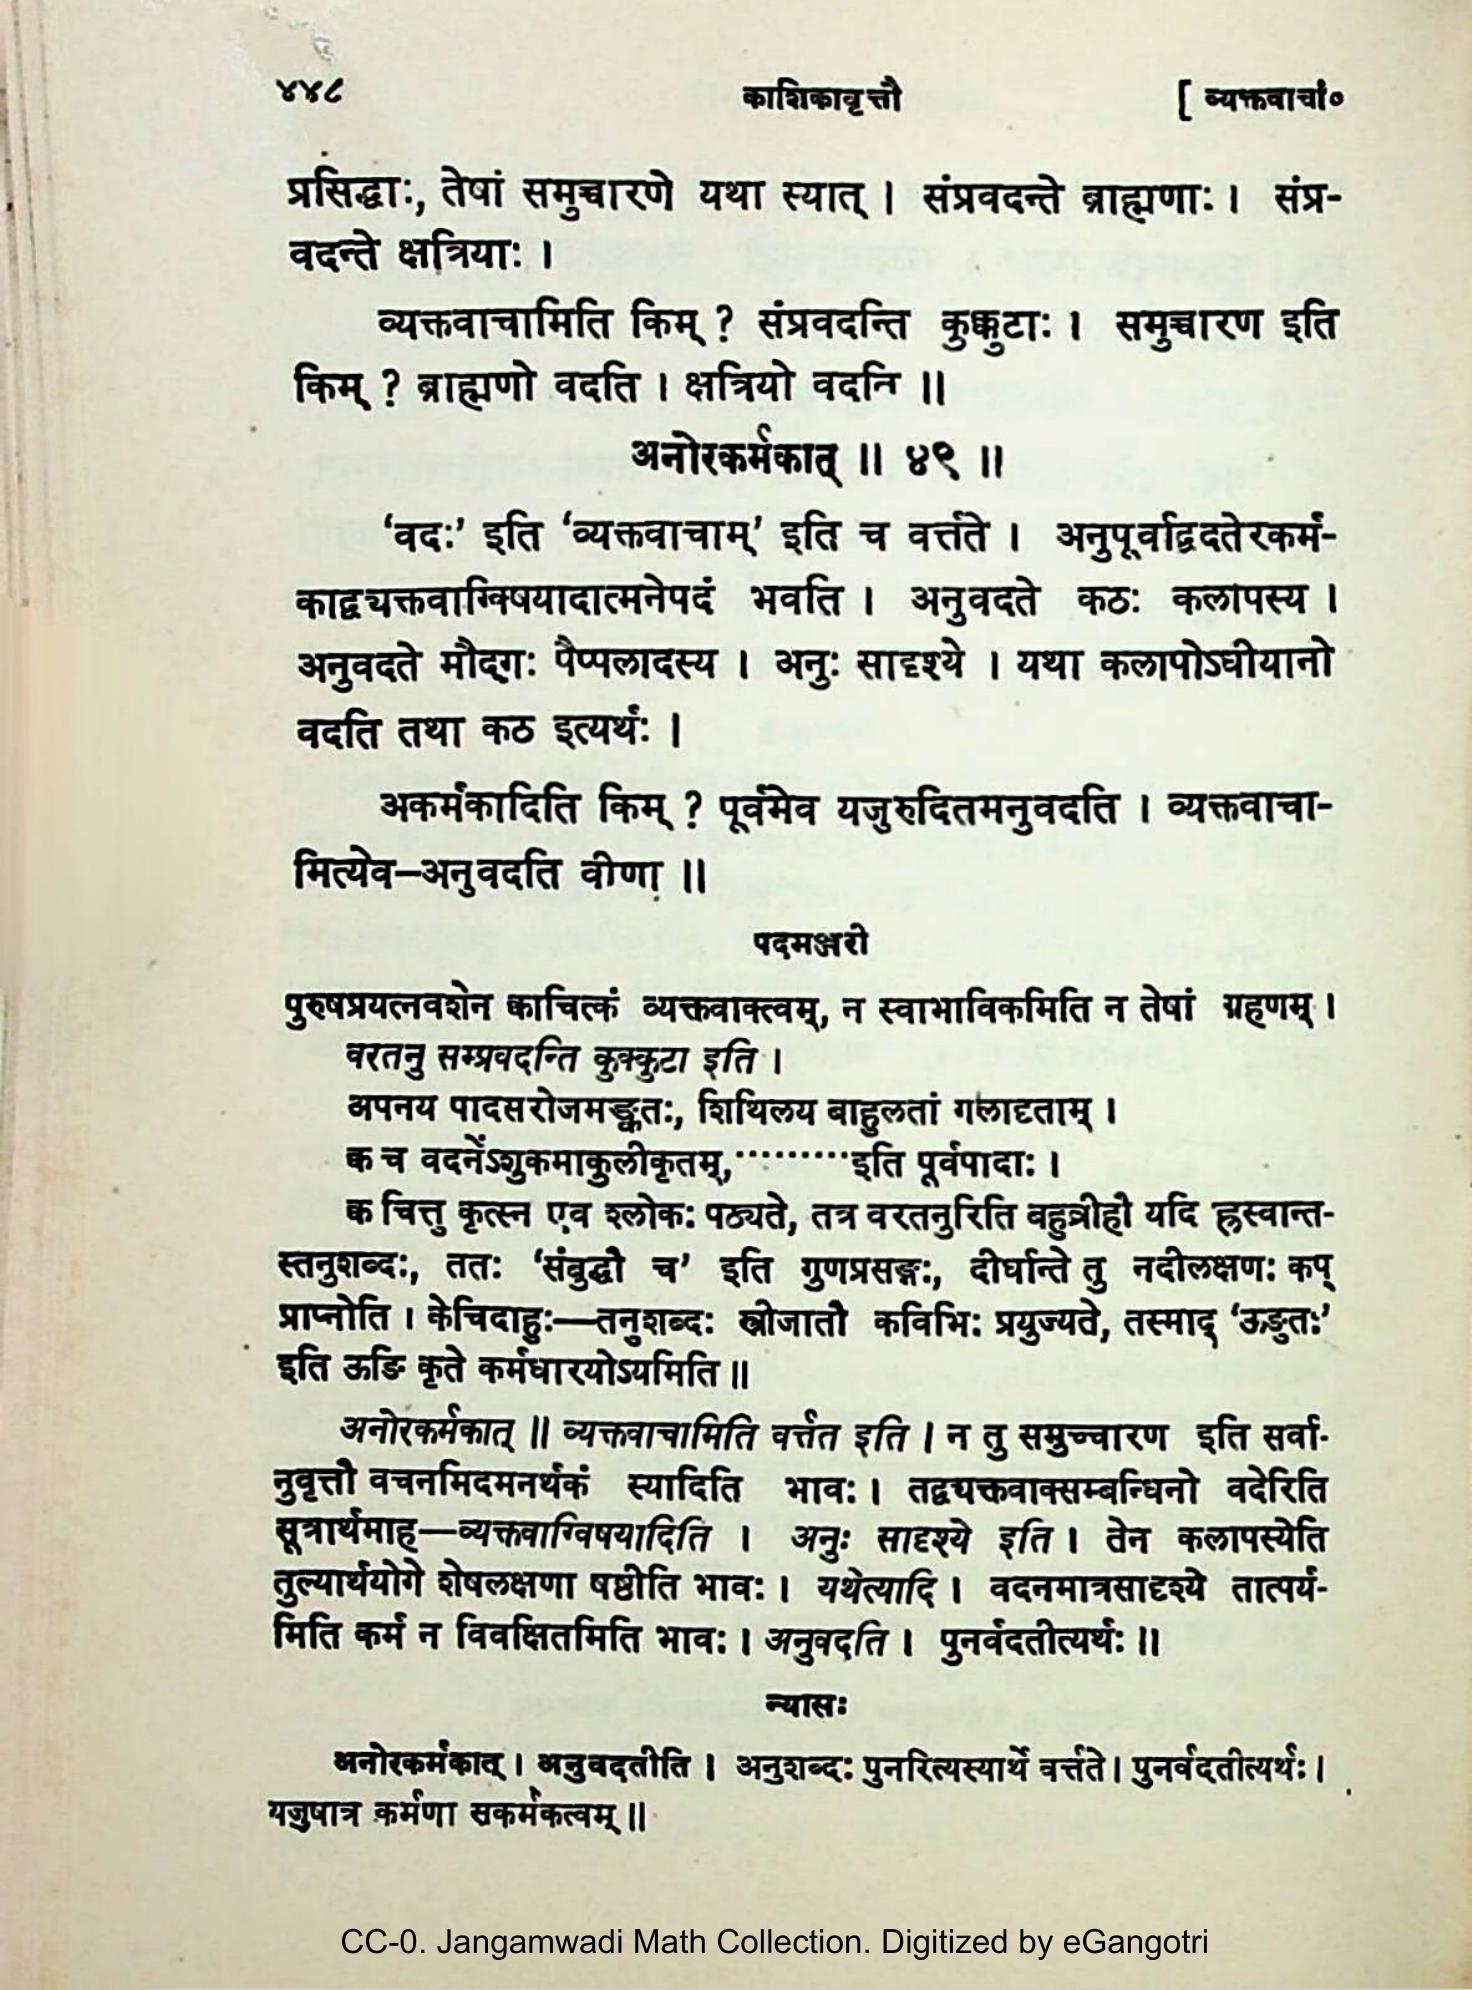 ४४८ काशिकावृत्तौ [ व्यक्तवाचां०
प्रसिद्धाः, तेषां समुच्चारणे यथा स्यात् । संप्रवदन्ते ब्राह्मणाः । संप्र-
वदन्ते क्षत्रियाः ।
व्यक्तवाचामिति किम् ? संप्रवदन्ति कुक्कुटाः । समुच्चारण इति
किम् ? ब्राह्मणो वदति । क्षत्रियो वदनि ॥
अनोरकर्मकात् ॥ ४९ ॥
‘वदः’ इति ‘व्यक्तवाचाम्’ इति च वर्त्तते । अनुपूर्वाद्वदतेरकर्म-
काद्व्यक्तवाग्विषयादात्मनेपदं भवति । अनुवदते कठः कलापस्य ।
अनुवदते मौद्गः पैप्पलादस्य । अनुः सादृश्ये । यथा कलापोऽधीयानो
वदति तथा कठ इत्यर्थः ।
अकर्मकादिति किम् ? पूर्वमेव यजुरुदितमनुवदति । व्यक्तवाचा-
मित्येव—अनुवदति वीणा ॥
पदमञ्जरी
पुरुषप्रयत्नवशेन क्वाचित्कं व्यक्तवाक्त्वम्, न स्वाभाविकमिति न तेषां ग्रहणम् ।
वरतनु सम्प्रवदन्ति कुक्कुटा इति ।
अपनय पादसरोजमङ्कतः, शिथिलय बाहुलतां गलादृताम् ।
क्व च वदनेंऽशुकमाकुलीकृतम्,·········इति पूर्वपादाः ।
क्व चित्तु कृत्स्न एव श्लोकः पठ्यते, तत्र वरतनुरिति बहुव्रीहौ यदि ह्रस्वान्त-
स्तनुशब्दः, ततः ‘संबुद्धौ च’ इति गुणप्रसङ्गः, दीर्घान्ते तु नदीलक्षणः कप्
प्राप्नोति । केचिदाहुः—तनुशब्दः स्त्रीजातौ कविभिः प्रयुज्यते, तस्माद् ‘ऊङुतः’
इति ऊङि कृते कर्मधारयोऽयमिति ॥
अनोरकर्मकात् ॥ व्यक्तवाचामिति वर्त्तत इति । न तु समुच्चारण इति सर्वा-
नुवृत्तौ वचनमिदमनर्थकं स्यादिति भावः । तद्व्यक्तवाक्सम्बन्धिनो वदेरिति
सूत्रार्थमाह—व्यक्तवाग्विषयादिति । अनुः सादृश्ये इति । तेन कलापस्येति
तुल्यार्थयोगे शेषलक्षणा षष्ठीति भावः । यथेत्यादि । वदनमात्रसादृश्ये तात्पर्य-
मिति कर्म न विवक्षितमिति भावः । अनुवदति । पुनर्वदतीत्यर्थः ॥
न्यासः
अनोरकर्मकात् । अनुवदतीति । अनुशब्दः पुनरित्यस्यार्थे वर्त्तते । पुनर्वदतीत्यर्थः ।
यजुषात्र कर्मणा सकर्मकत्वम् ॥
CC-0. Jangamwadi Math Collection. Digitized by eGangotri